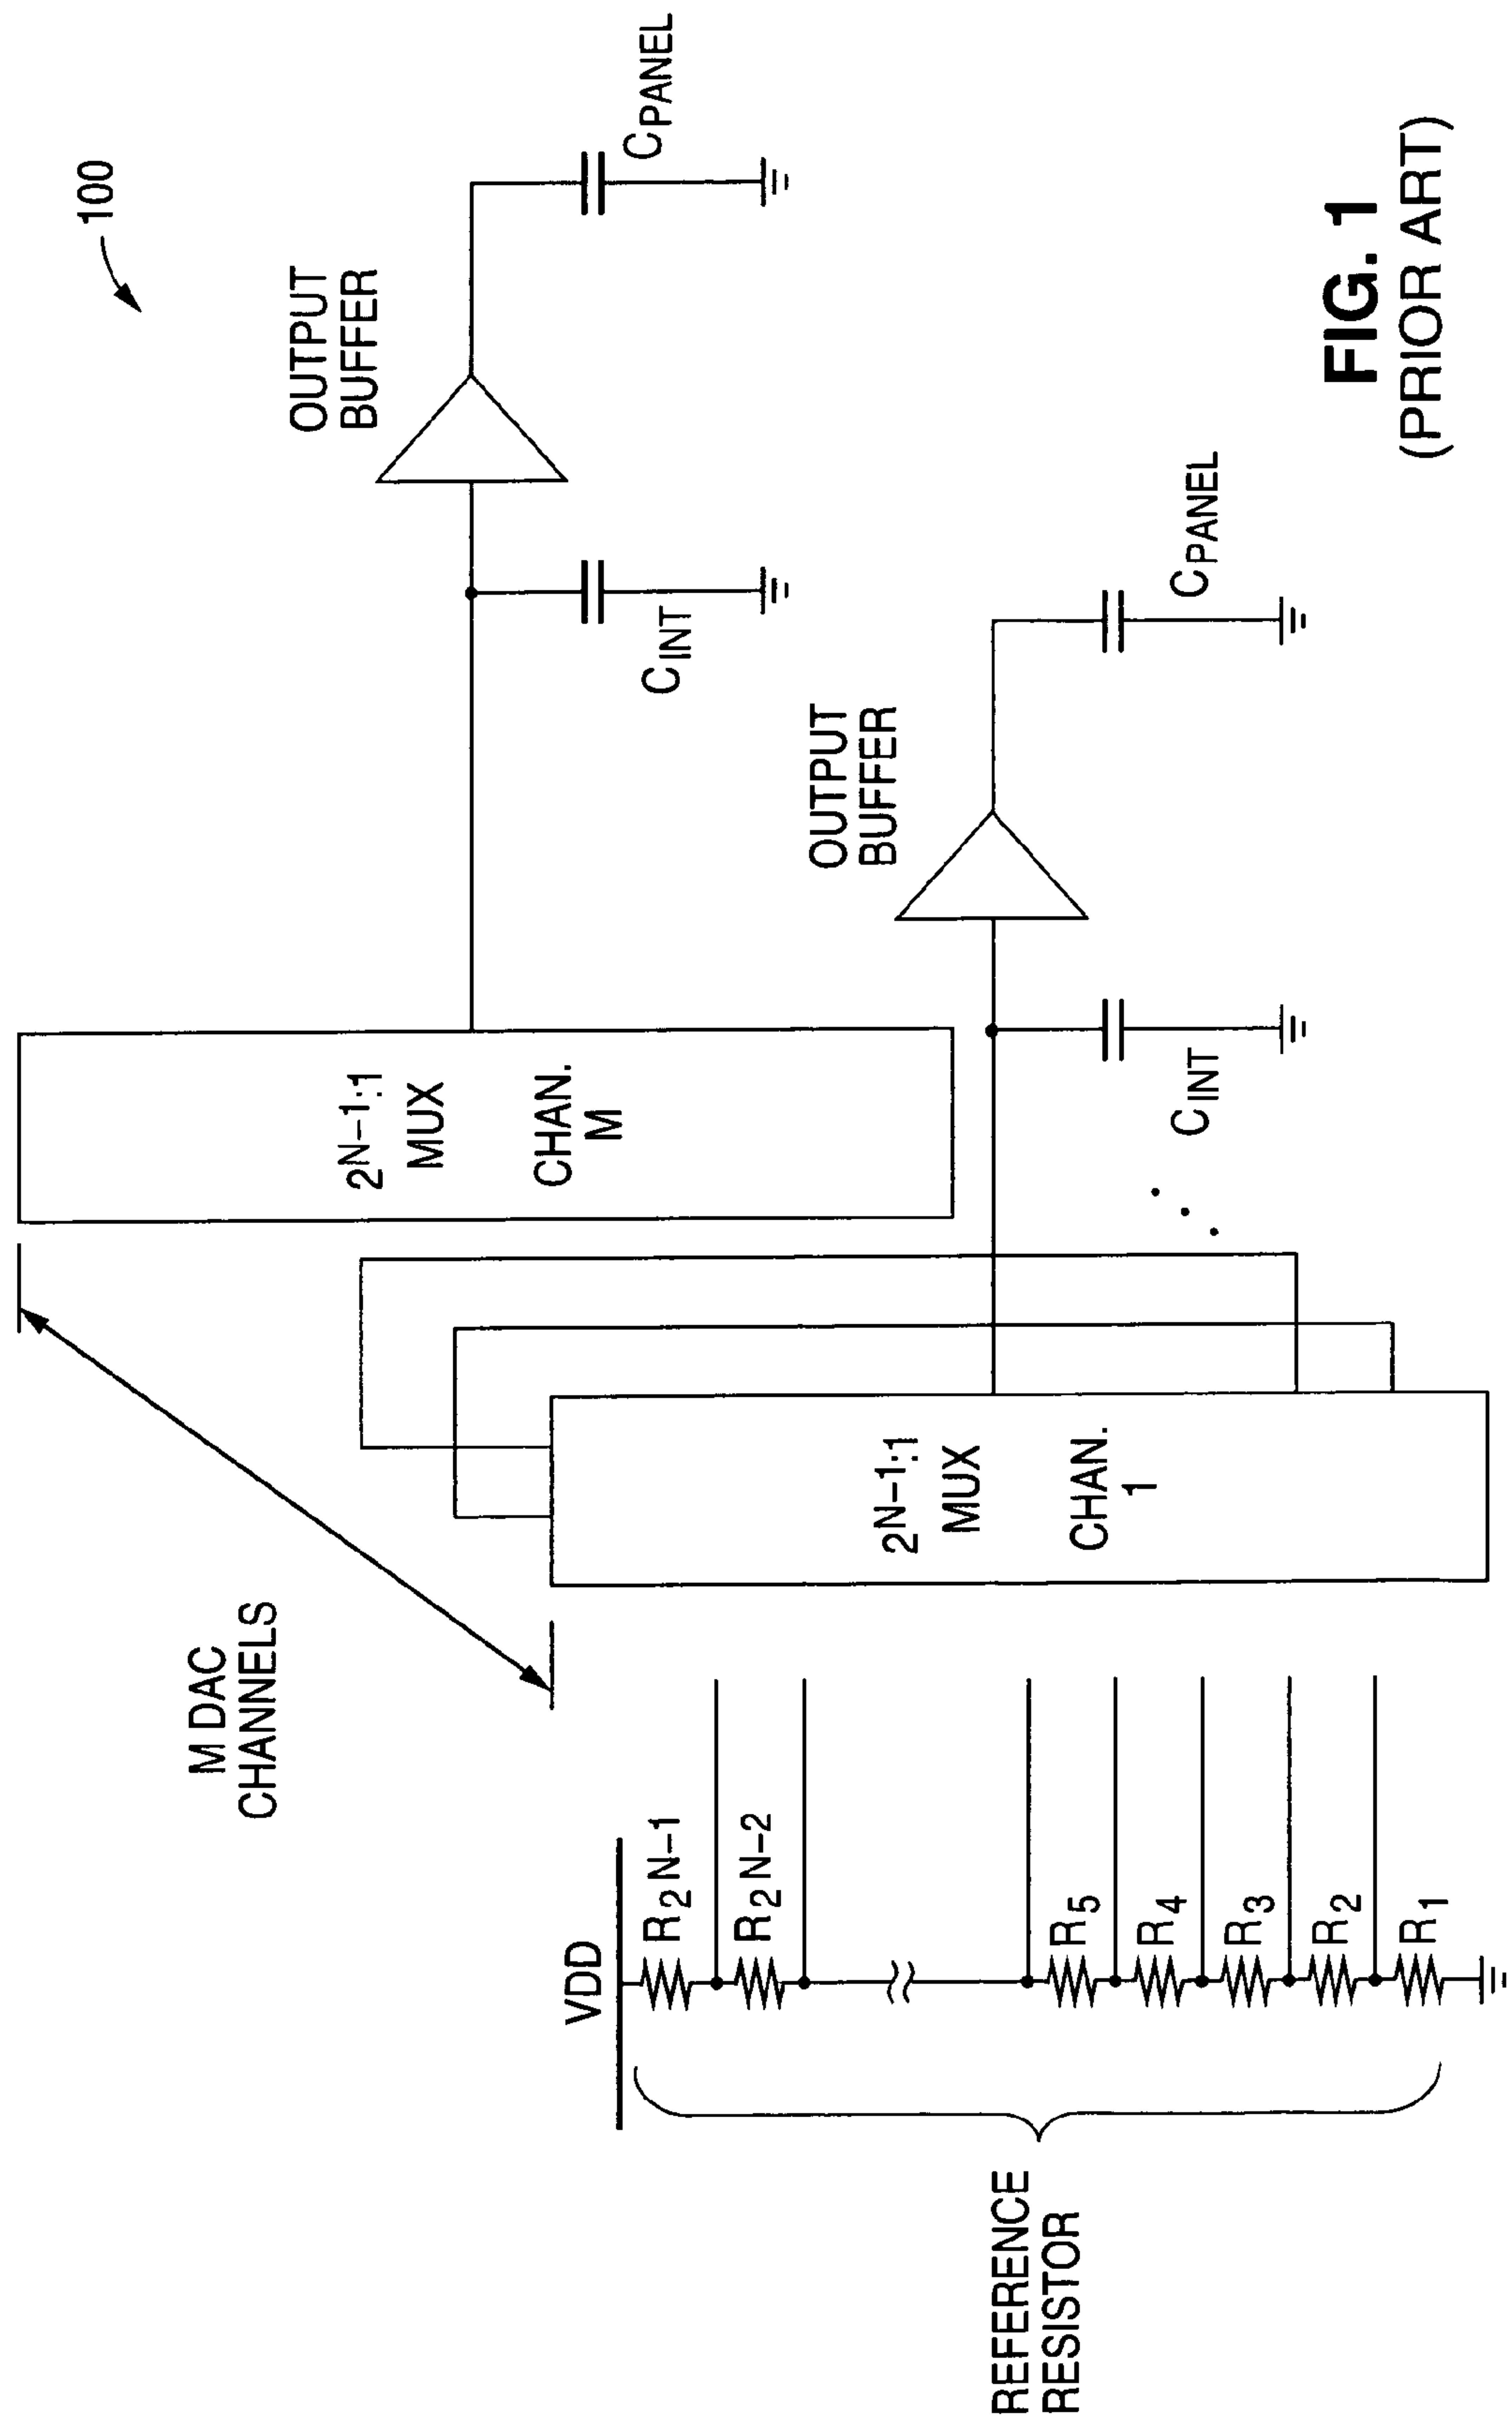 100
M DAC
CHANNELS
OUTPUT
BUFFER
2N-1:1
MUX
CHAN.
M
CINT
CPANEL
VDD
R2N-1
R2N-2
R5
R4
R3
R2
R1
REFERENCE
RESISTOR
2N-1:1
MUX
CHAN.
1
OUTPUT
BUFFER
CINT
CPANEL
FIG. 1
(PRIOR ART)